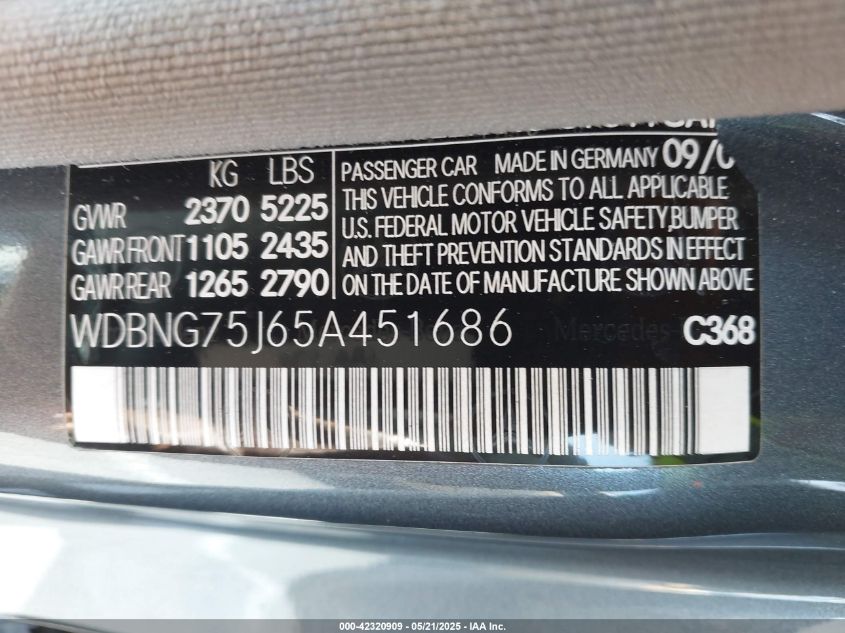 KG LBS
GVWR 2370 5225
GAWR FRONT 1105 2435
GAWR REAR 1265 2790
PASSENGER CAR MADE IN GERMANY 09/0
THIS VEHICLE CONFORMS TO ALL APPLICABLE
U.S. FEDERAL MOTOR VEHICLE SAFETY,BUMPER
AND THEFT PREVENTION STANDARDS IN EFFECT
ON THE DATE OF MANUFACTURE SHOWN ABOVE
WDBNG75J65A451686 C368
000-42320909 - 05/21/2025 - IAA Inc.